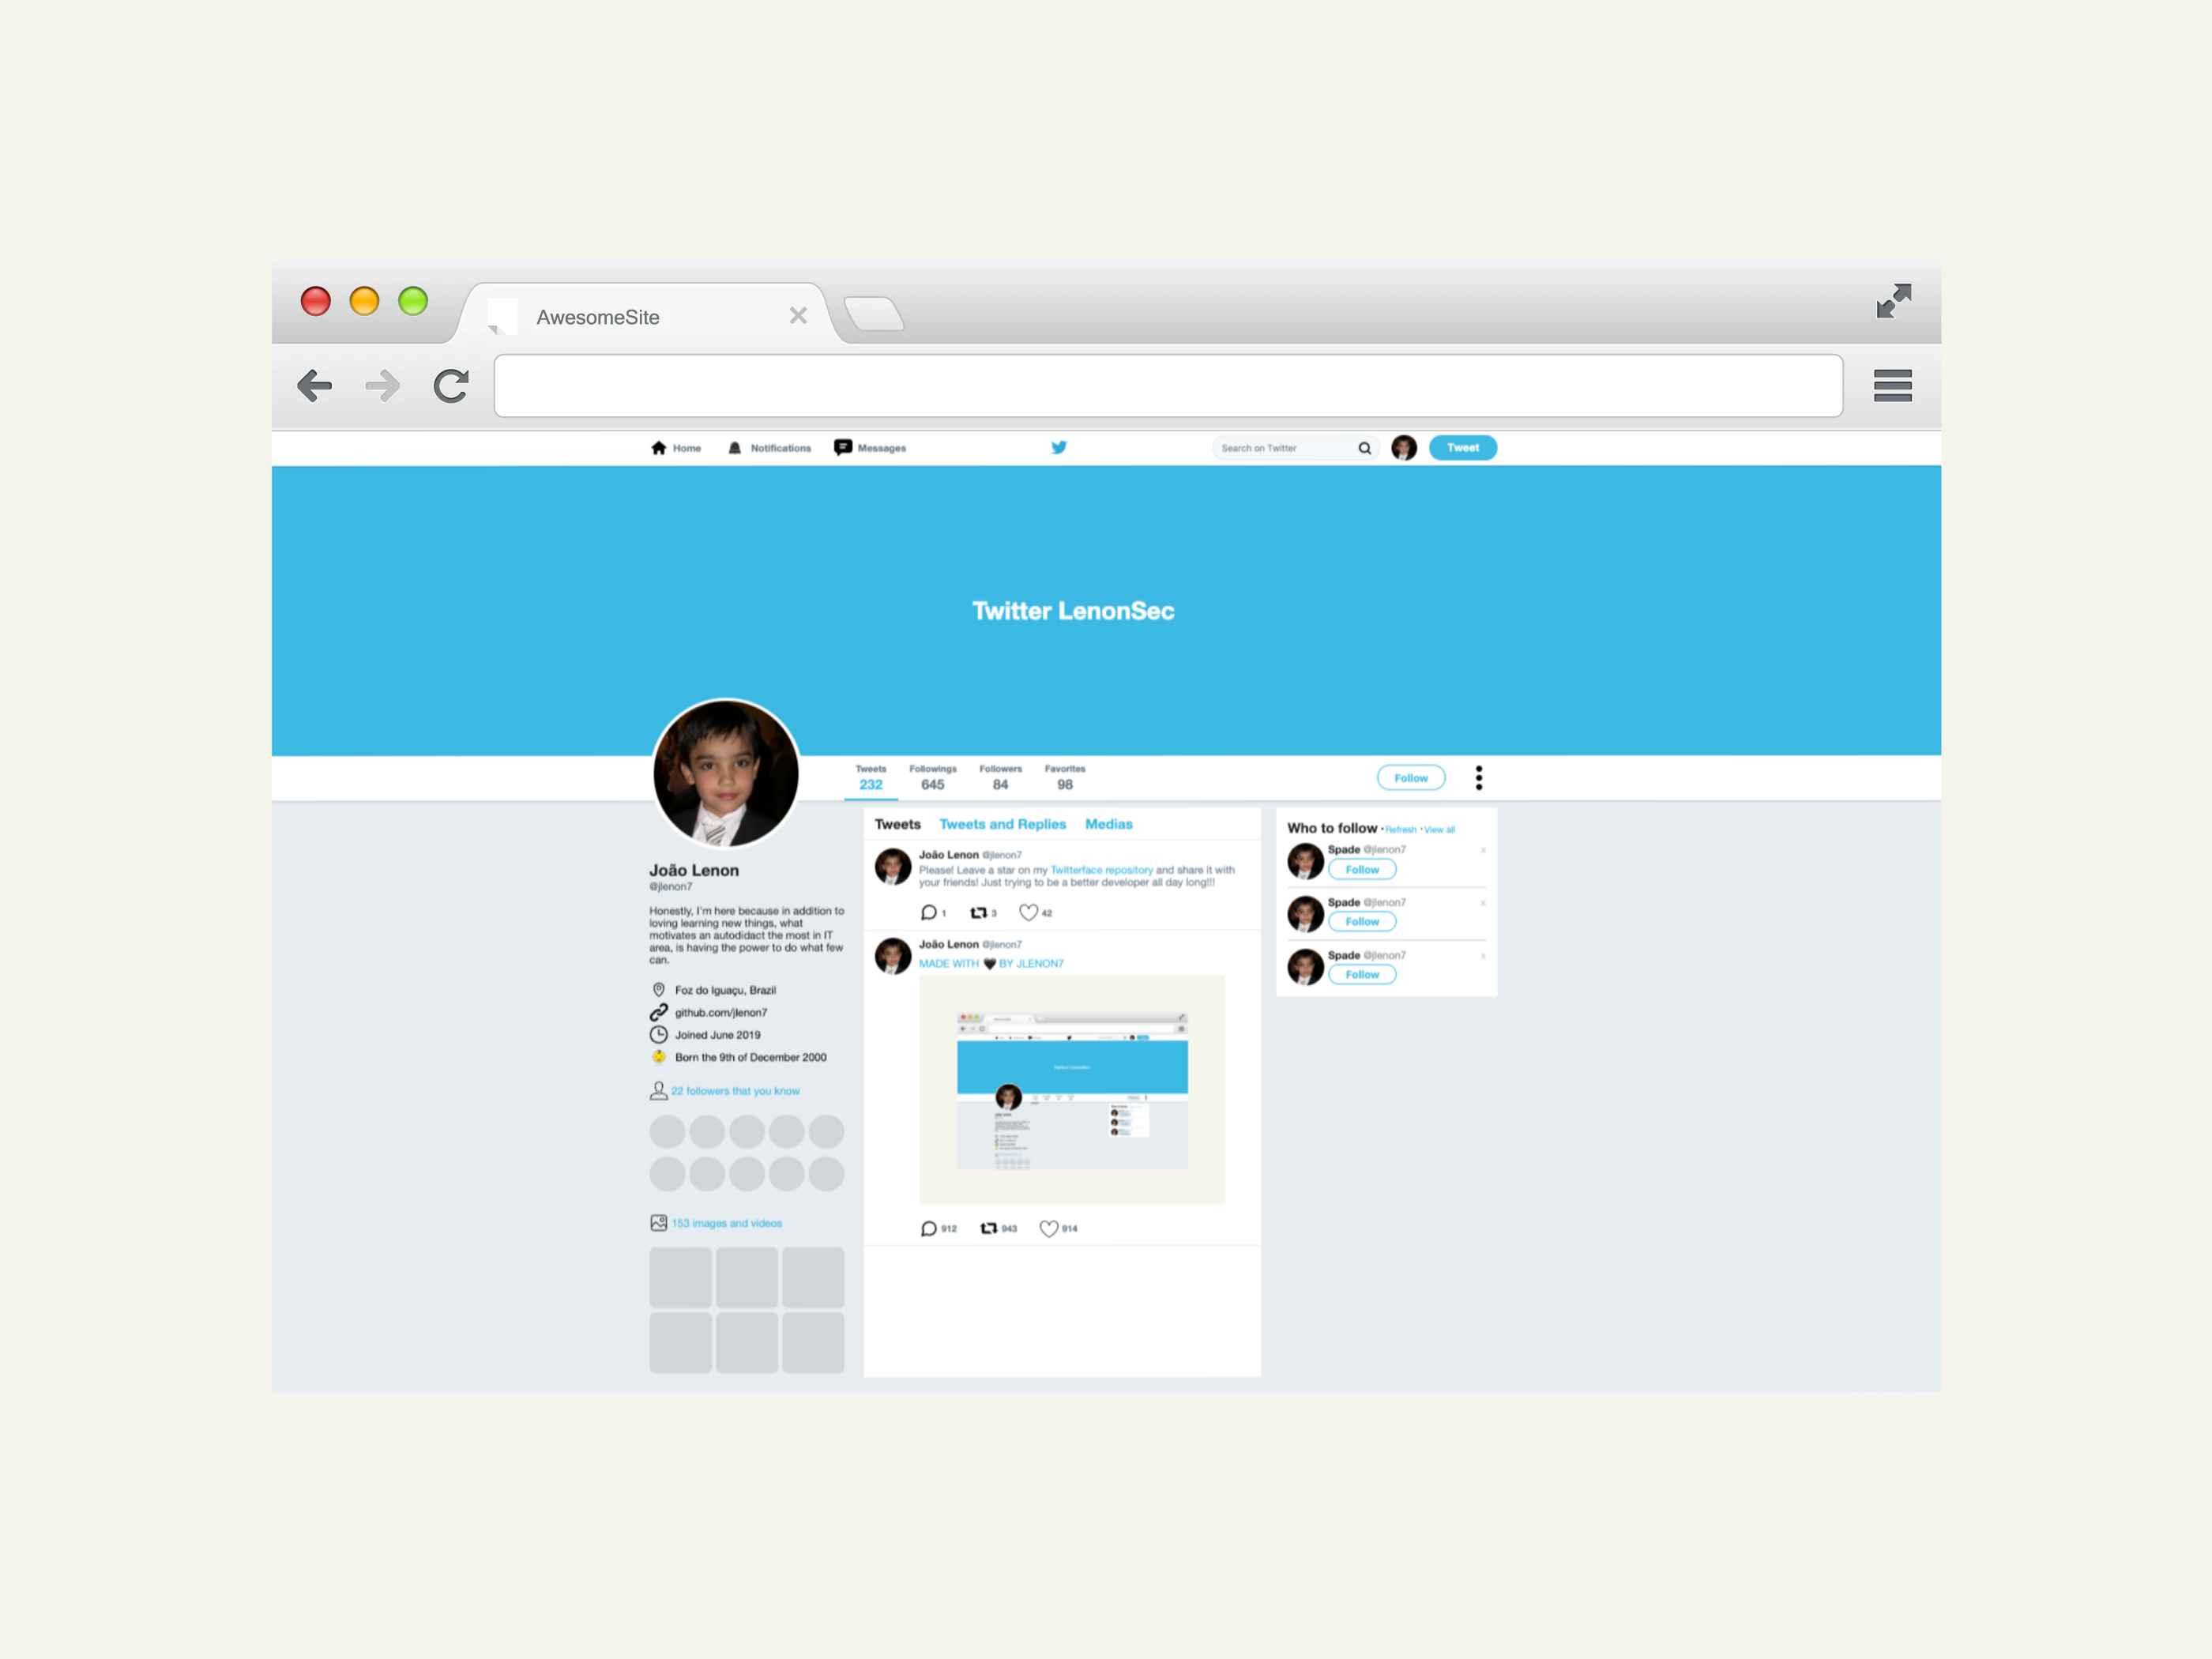 AwesomeSite
Home Notifications Messages Search on Twitter Tweet
Twitter LenonSec
Tweets Followings Followers Favorites
232 645 84 98
Follow
João Lenon
@jlenon7
Honestly, I'm here because in addition to
loving learning new things, what
motivates an autodidact the most in IT
area, is having the power to do what few
can.
Foz do Iguaçu, Brazil
github.com/jlenon7
Joined June 2019
Born the 9th of December 2000
22 followers that you know
153 images and videos
Tweets Tweets and Replies Medias
João Lenon @jlenon7
Please! Leave a star on my Twitterface repository and share it with
your friends! Just trying to be a better developer all day long!!!
1 3 42
João Lenon @jlenon7
MADE WITH 🖤 BY JLENON7
Twitter LenonSec
912 943 914
Who to follow • Refresh • View all
Spade @jlenon7 x
Follow
Spade @jlenon7 x
Follow
Spade @jlenon7 x
Follow